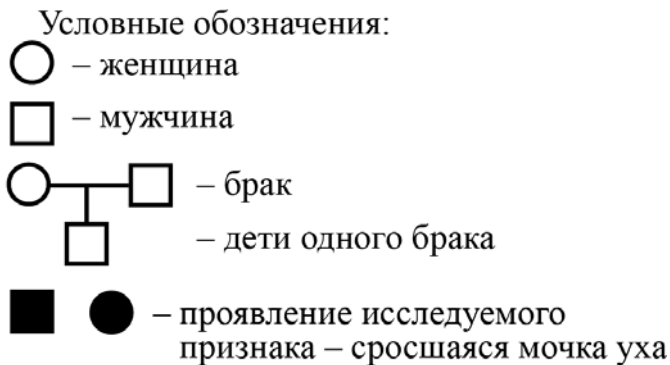 Условные обозначения:
– женщина
– мужчина
– брак
– дети одного брака
– проявление исследуемого
признака – сросшаяся мочка уха